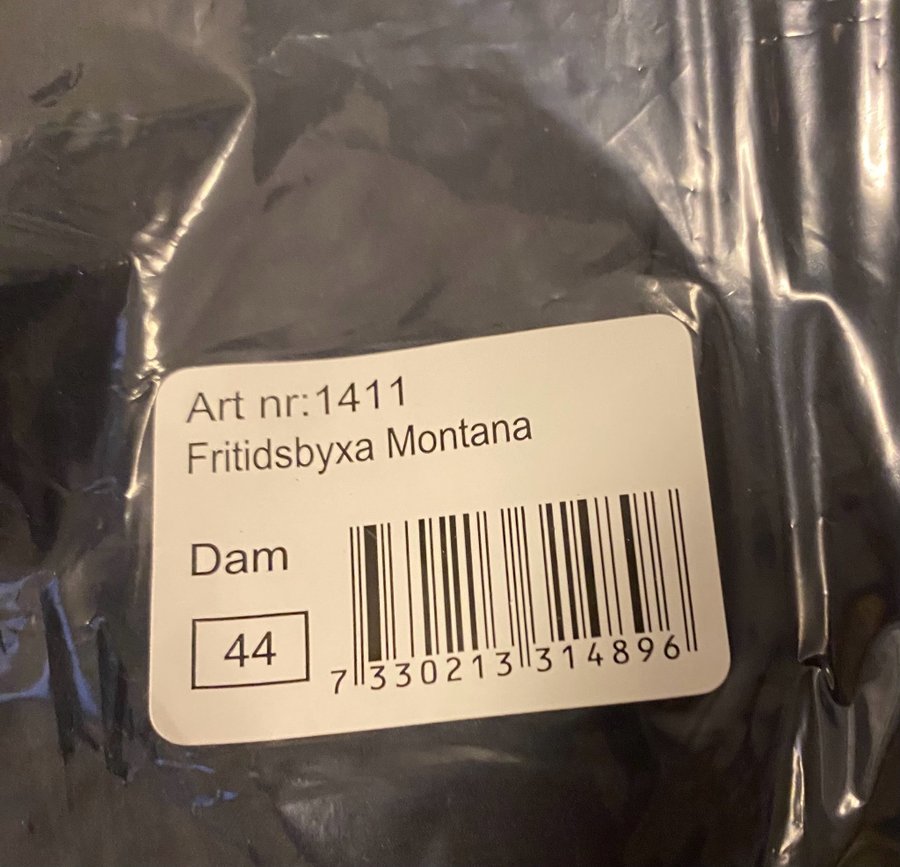 Art nr:1411
Fritidsbyxa Montana
Dam
44
7 330213 314896